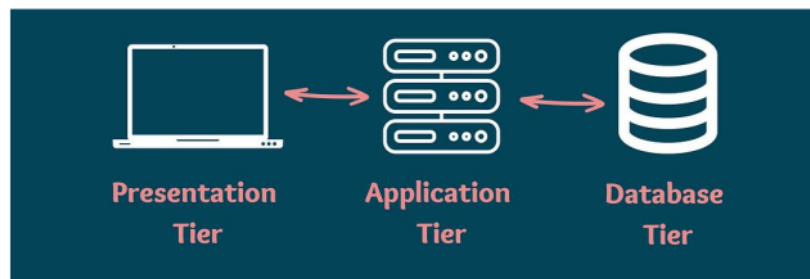 Presentation
Tier
Application
Tier
Database
Tier